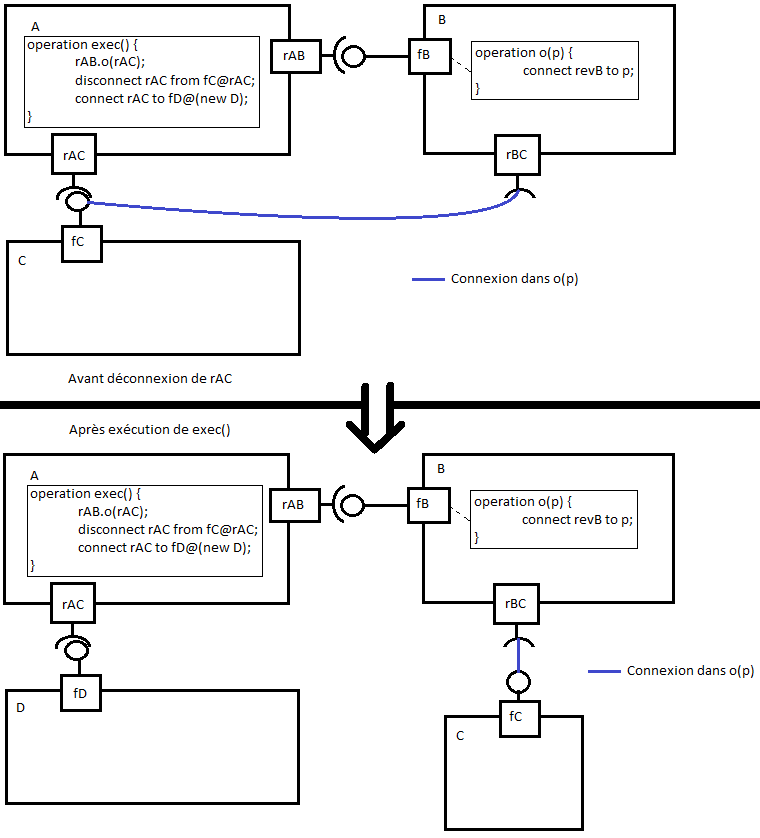 A
operation exec() {
rAB.o(rAC);
disconnect rAC from fC@rAC;
connect rAC to fD@(new D);
}
rAB
rAC
B
fB
operation o(p) {
connect revB to p;
}
rBC
fC
C
Connexion dans o(p)
Avant déconnexion de rAC
Après exécution de exec()
A
operation exec() {
rAB.o(rAC);
disconnect rAC from fC@rAC;
connect rAC to fD@(new D);
}
rAB
rAC
B
fB
operation o(p) {
connect revB to p;
}
rBC
Connexion dans o(p)
fD
D
fC
C